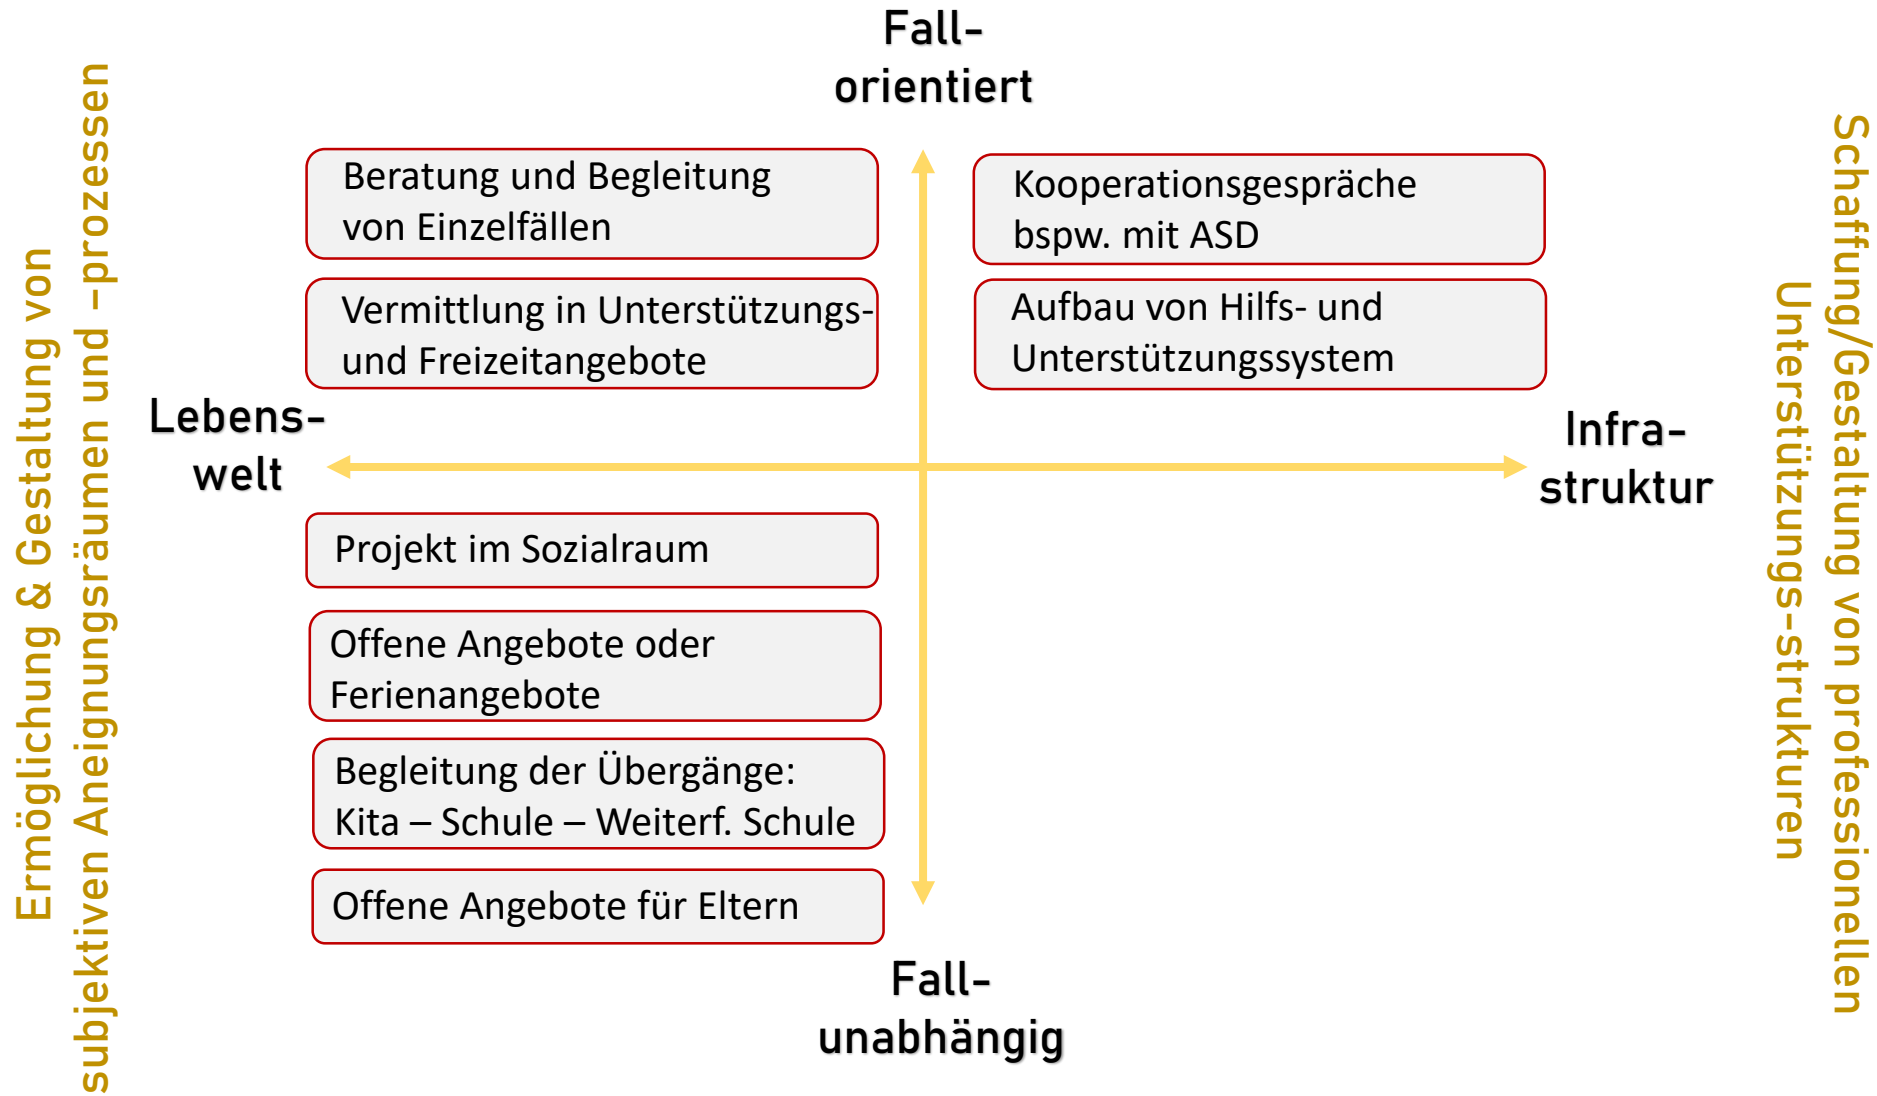 Fall-
orientiert
Ermöglichung & Gestaltung von
subjektiven Aneignungsräumen und –prozessen
Beratung und Begleitung
von Einzelfällen
Vermittlung in Unterstützungs-
und Freizeitangebote
Kooperationsgespräche
bspw. mit ASD
Aufbau von Hilfs- und
Unterstützungssystem
Lebens-
welt
Infra-
struktur
Schaffung/Gestaltung von professionellen
Unterstützungs-strukturen
Projekt im Sozialraum
Offene Angebote oder
Ferienangebote
Begleitung der Übergänge:
Kita – Schule – Weiterf. Schule
Offene Angebote für Eltern
Fall-
unabhängig